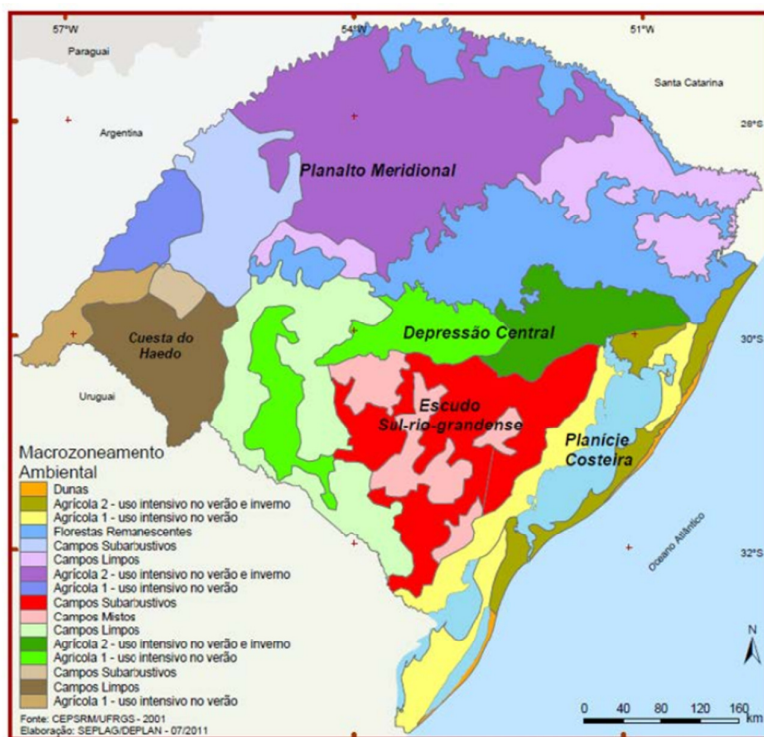 57°W
54°W
51°W
Paraguai
Santa Catarina
28°S
Argentina
Planalto Meridional
Depressão Central
30°S
Cuesta do
Haedo
Uruguai
Escudo
Sul-rio-grandense
Planície
Costeira
Oceano Atlântico
32°S
Macrozoneamento
Ambiental
Dunas
Agrícola 2 - uso intensivo no verão e inverno
Agrícola 1 - uso intensivo no verão
Florestas Remanescentes
Campos Subarbustivos
Campos Limpos
Agrícola 2 - uso intensivo no verão e inverno
Agrícola 1 - uso intensivo no verão
Campos Subarbustivos
Campos Mistos
Campos Limpos
Agrícola 2 - uso intensivo no verão e inverno
Agricola 1 - uso intensivo no verão
Campos Subarbustivos
Campos Limpos
Agrícola 1 - uso intensivo no verão
Fonte: CEPSRM/UFRGS - 2001
Elaboração: SEPLAG/DEPLAN - 07/2011
N
0 40 80 120 160
km